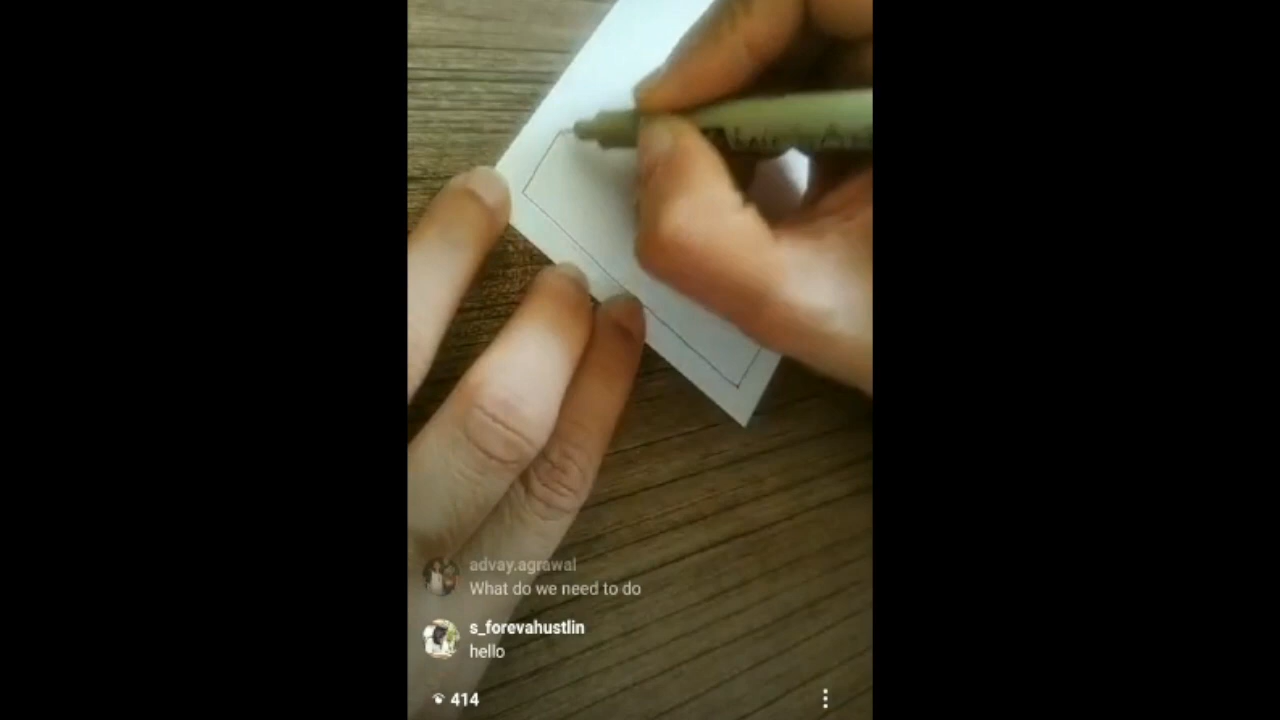 advay.agrawal
What do we need to do
s_forevahustlin
hello
414